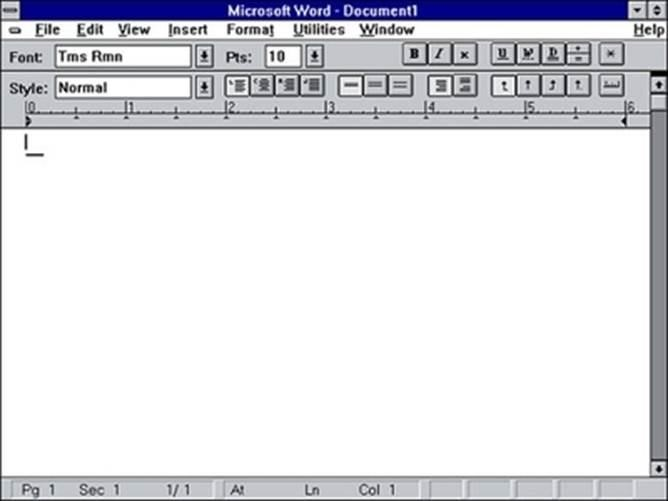 Microsoft Word - Document1
File Edit View Insert Format Utilities Window Help
Font: Tms Rmn Pts: 10 B I K U W D
Style: Normal
0 1 2 3 4 5 6
Pg 1 Sec 1 1/1 At Ln Col 1